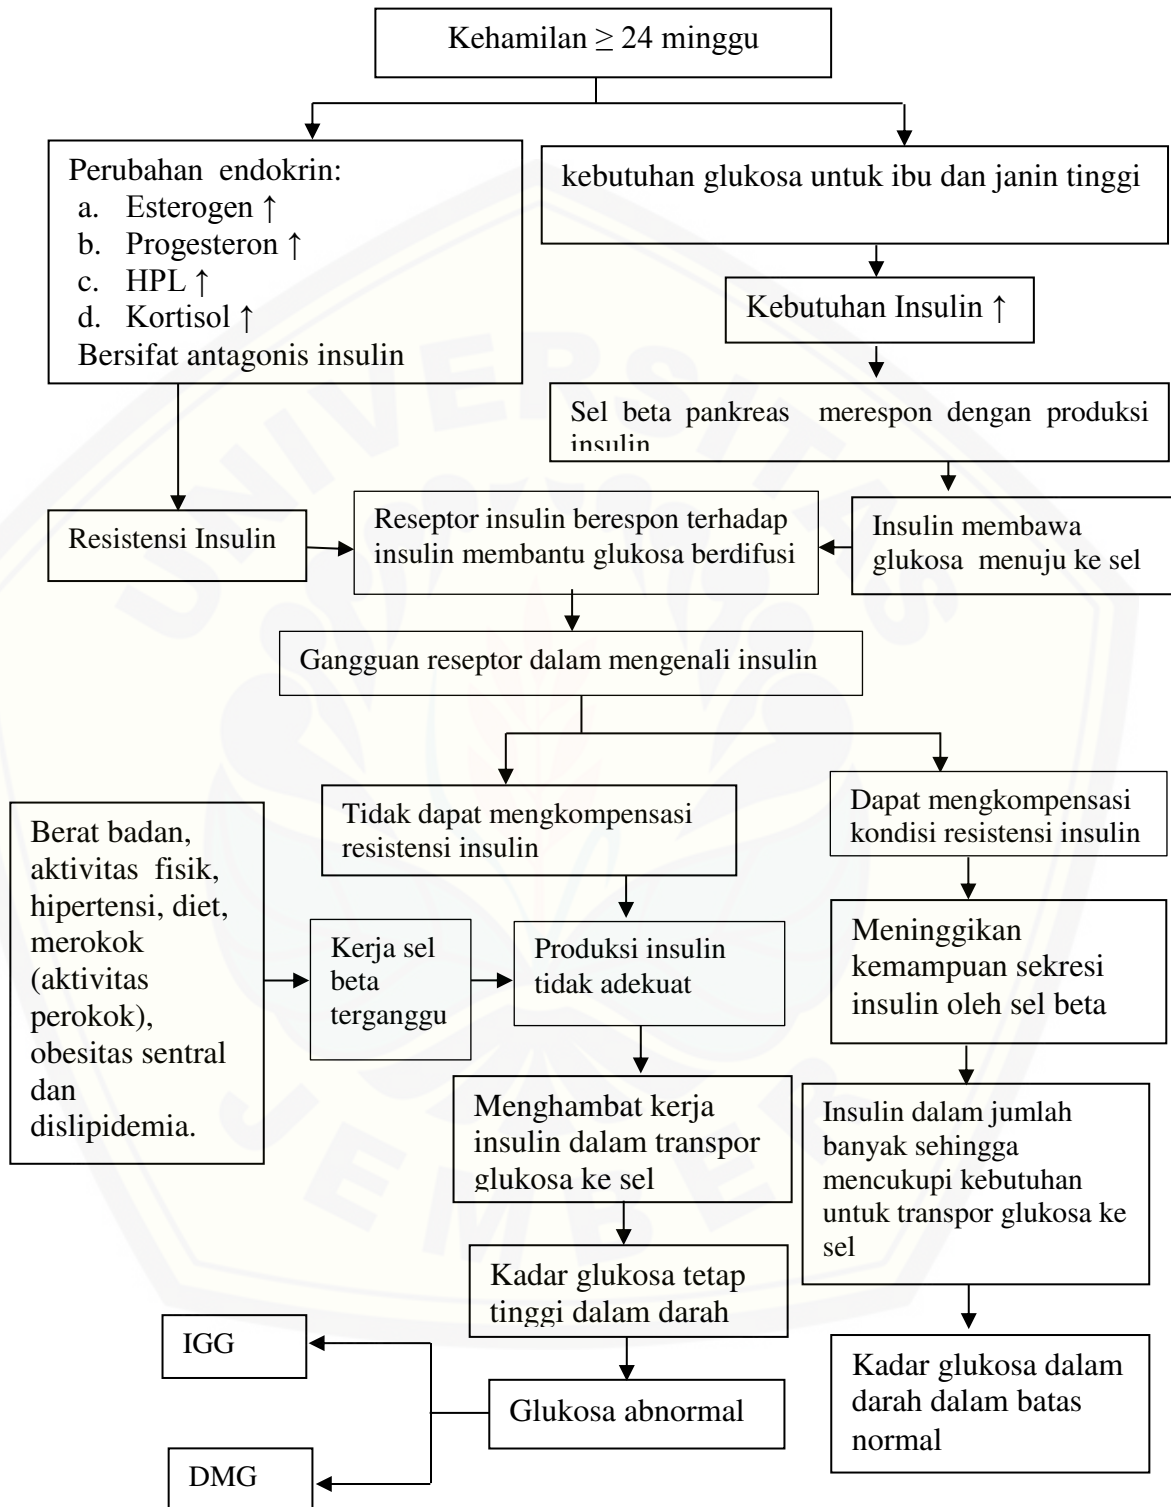 Kehamilan ≥ 24 minggu
Perubahan endokrin:
a. Esterogen ↑
b. Progesteron ↑
c. HPL ↑
d. Kortisol ↑
Bersifat antagonis insulin
kebutuhan glukosa untuk ibu dan janin tinggi
Kebutuhan Insulin ↑
Sel beta pankreas merespon dengan produksi
insulin
Resistensi Insulin
Reseptor insulin berespon terhadap
insulin membantu glukosa berdifusi
Insulin membawa
glukosa menuju ke sel
Gangguan reseptor dalam mengenali insulin
Tidak dapat mengkompensasi
resistensi insulin
Dapat mengkompensasi
kondisi resistensi insulin
Berat badan,
aktivitas fisik,
hipertensi, diet,
merokok
(aktivitas
perokok),
obesitas sentral
dan
dislipidemia.
Kerja sel
beta
terganggu
Produksi insulin
tidak adekuat
Meninggikan
kemampuan sekresi
insulin oleh sel beta
Menghambat kerja
insulin dalam transpor
glukosa ke sel
Insulin dalam jumlah
banyak sehingga
mencukupi kebutuhan
untuk transpor glukosa ke
sel
Kadar glukosa tetap
tinggi dalam darah
IGG
Glukosa abnormal
Kadar glukosa dalam
darah dalam batas
normal
DMG
UNIVERSITAS
JEMBER